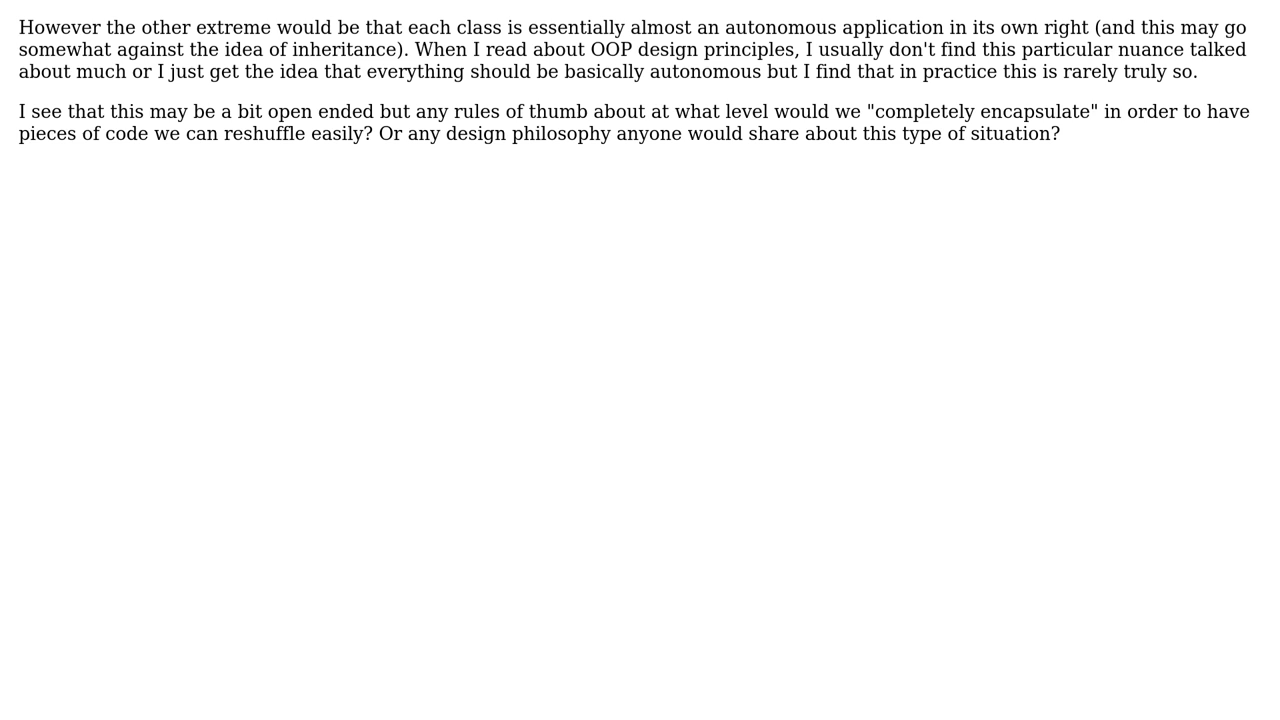 However the other extreme would be that each class is essentially almost an autonomous application in its own right (and this may go
somewhat against the idea of inheritance). When I read about OOP design principles, I usually don't find this particular nuance talked
about much or I just get the idea that everything should be basically autonomous but I find that in practice this is rarely truly so.
I see that this may be a bit open ended but any rules of thumb about at what level would we "completely encapsulate" in order to have
pieces of code we can reshuffle easily? Or any design philosophy anyone would share about this type of situation?